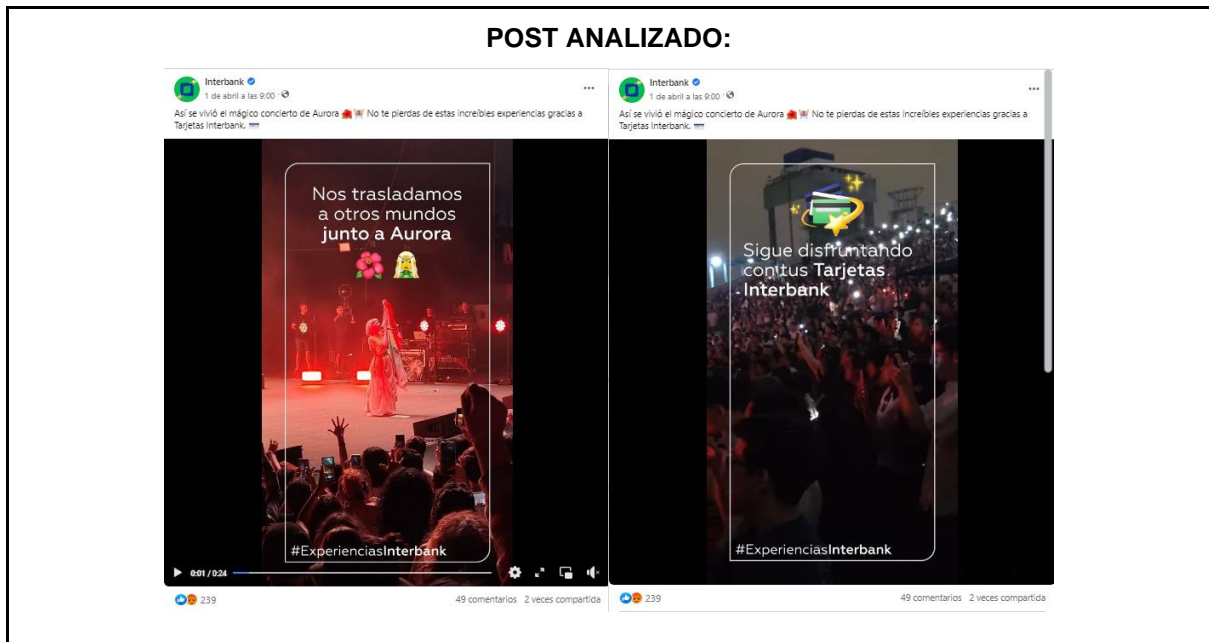 POST ANALIZADO:
Interbank
1 de abril a las 9:00 ·
Así se vivió el mágico concierto de Aurora 🌺🧚 No te pierdas de estas increíbles experiencias gracias a
Tarjetas Interbank. 💳
Nos trasladamos
a otros mundos
junto a Aurora
#ExperienciasInterbank
0:01 / 0:24
239
49 comentarios 2 veces compartida
Interbank
1 de abril a las 9:00 ·
Así se vivió el mágico concierto de Aurora 🌺🧚 No te pierdas de estas increíbles experiencias gracias a
Tarjetas Interbank. 💳
Sigue disfruntando
con tus Tarjetas
Interbank
#ExperienciasInterbank
239
49 comentarios 2 veces compartida